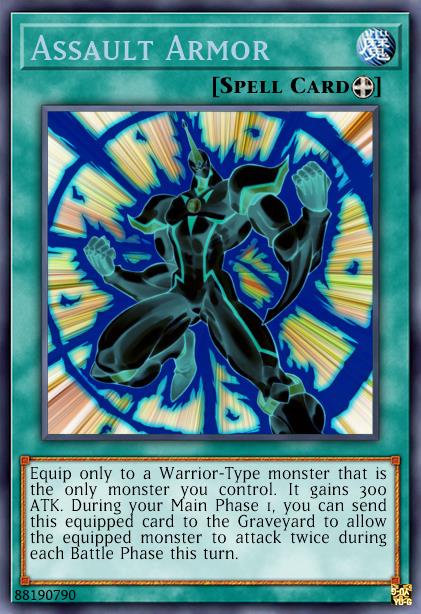 ASSAULT ARMOR
魔
[SPELL CARD]
Equip only to a Warrior-Type monster that is
the only monster you control. It gains 300
ATK. During your Main Phase 1, you can send
this equipped card to the Graveyard to allow
the equipped monster to attack twice during
each Battle Phase this turn.
88190790